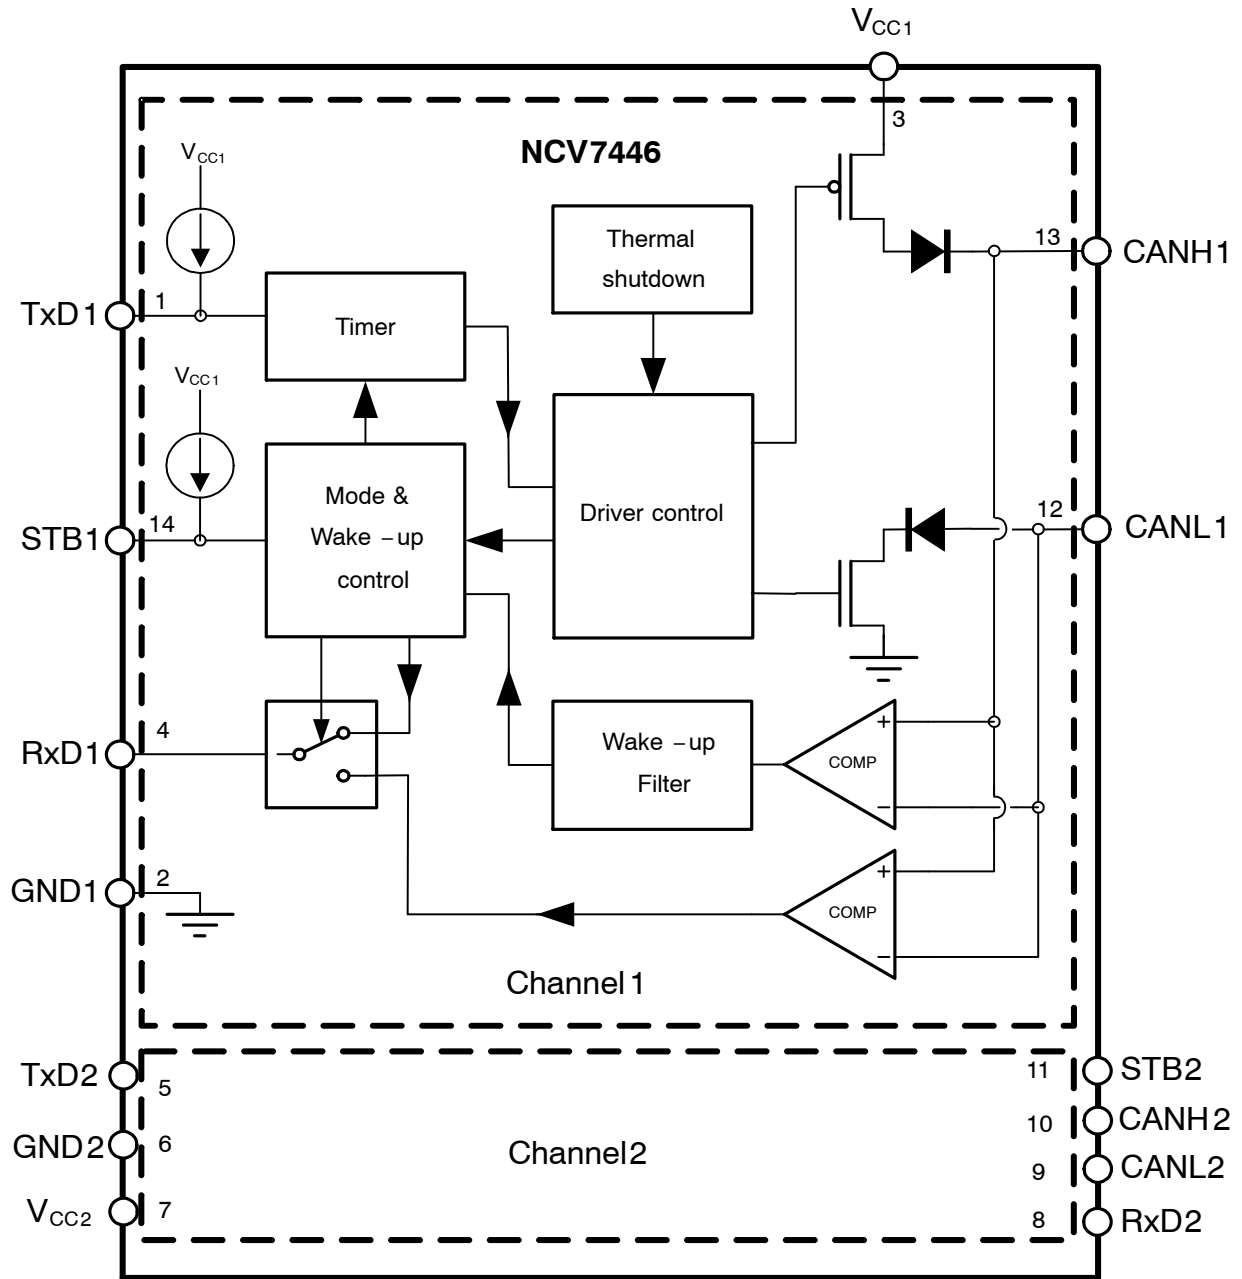 VCC1
3
NCV7446
VCC1
Thermal
shutdown
13
CANH1
TxD1
1
Timer
VCC1
Mode &
Wake –up
control
Driver control
STB1
14
12
CANL1
RxD1
4
Wake –up
Filter
+
COMP
–
GND1
2
+
COMP
–
Channel 1
TxD2
5
11
STB2
GND2
6
Channel 2
10
CANH2
9
CANL2
VCC2
7
8
RxD2